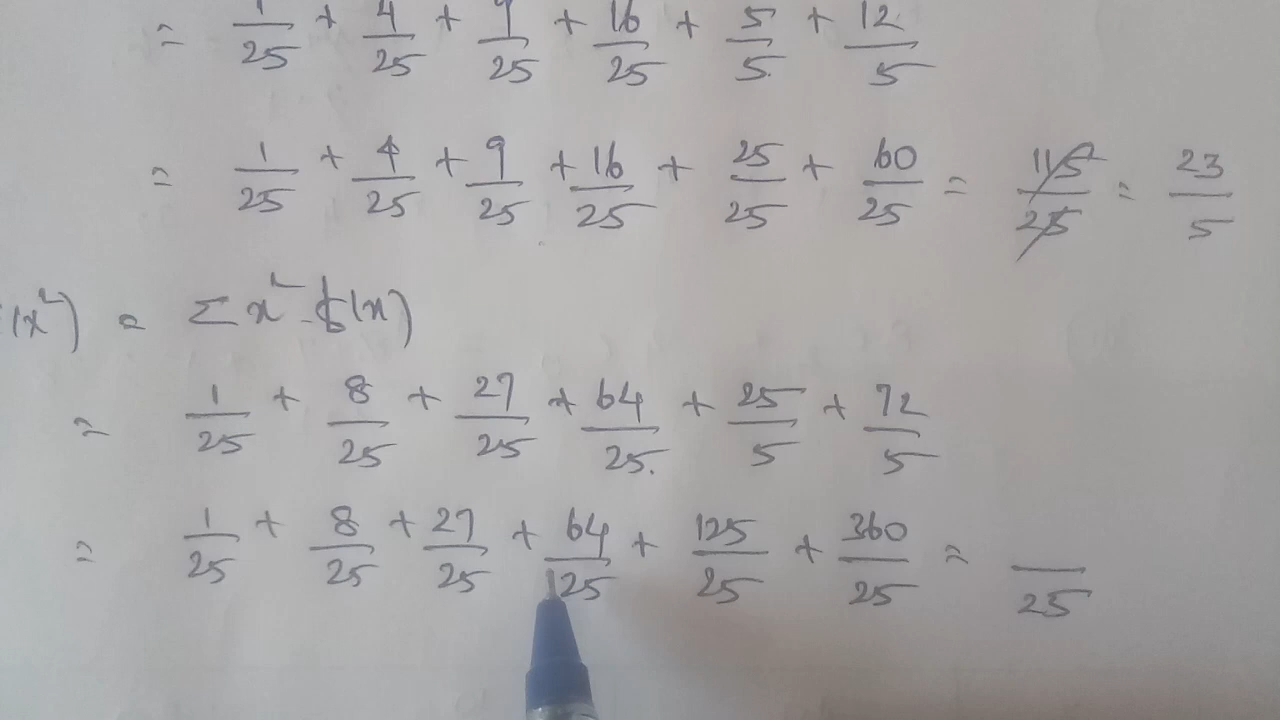 = 1/25 + 4/25 + 9/25 + 16/25 + 5/5 + 12/5
= 1/25 + 4/25 + 9/25 + 16/25 + 25/25 + 60/25 = 115/25 = 23/5
(x²) = Σ x² · f(x)
= 1/25 + 8/25 + 27/25 + 64/25 + 25/5 + 72/5
= 1/25 + 8/25 + 27/25 + 64/125 + 125/25 + 360/25 = /25